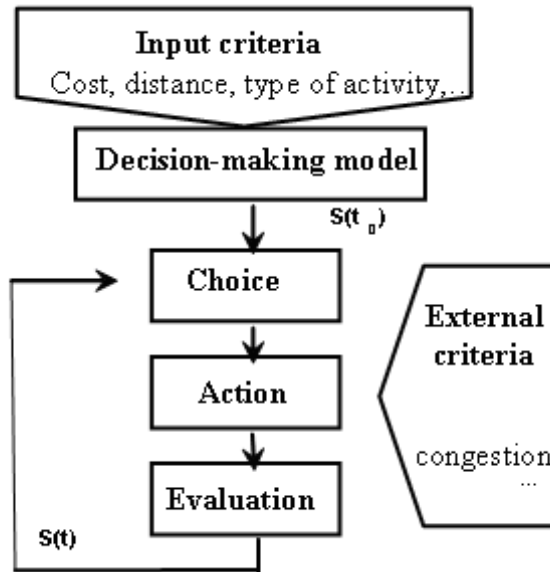 Input criteria
Cost, distance, type of activity,...
Decision-making model
S(t₀)
Choice
Action
Evaluation
S(t)
External
criteria
congestion
...